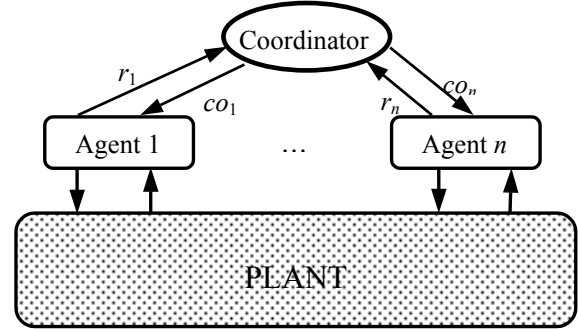 Coordinator
r1
co1
rn
con
Agent 1
…
Agent n
PLANT